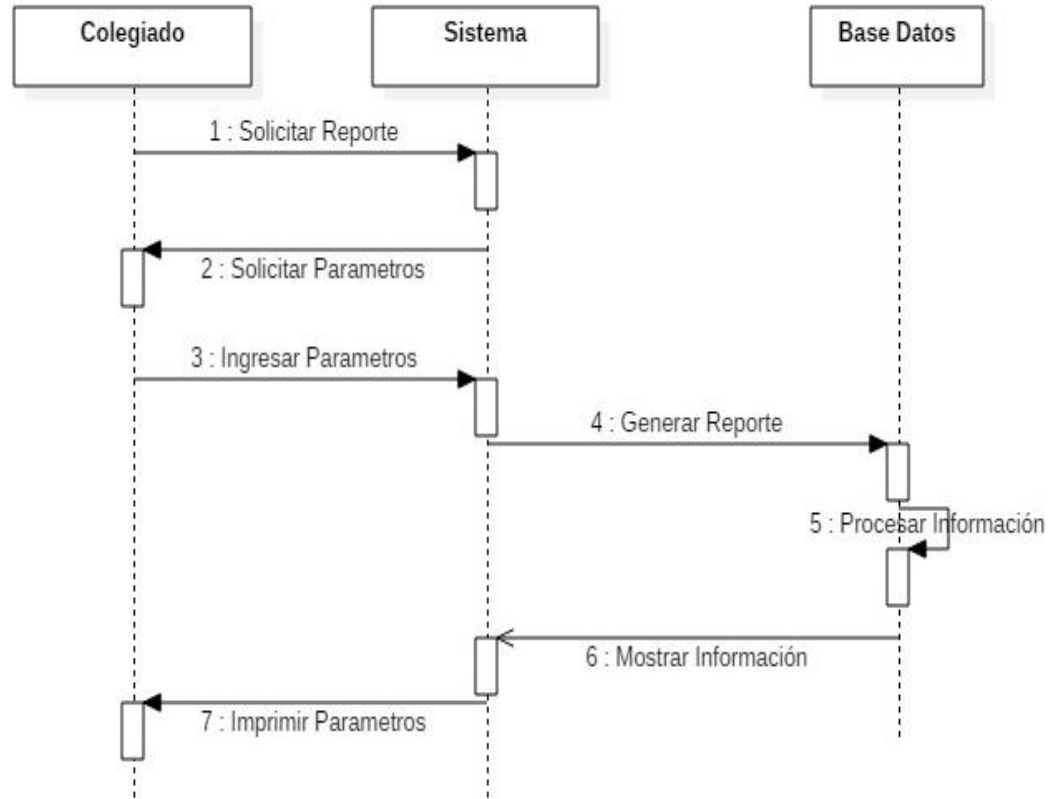 Colegiado
Sistema
Base Datos
1 : Solicitar Reporte
2 : Solicitar Parametros
3 : Ingresar Parametros
4 : Generar Reporte
5 : Procesar Información
6 : Mostrar Información
7 : Imprimir Parametros